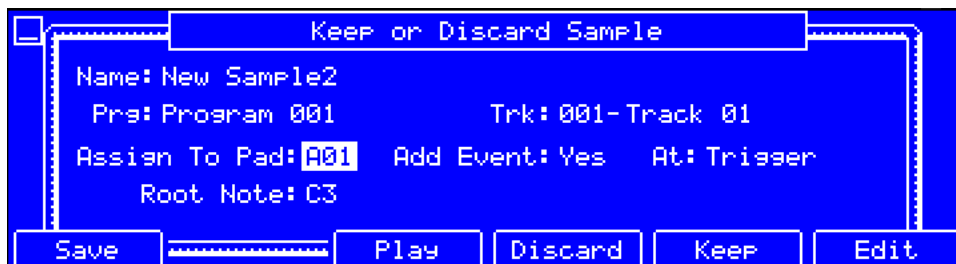 Keep or Discard Sample
Name: New Sample2
Prg: Program 001 Trk: 001-Track 01
Assign To Pad: A01 Add Event: Yes At: Trigger
Root Note: C3
Save Play Discard Keep Edit